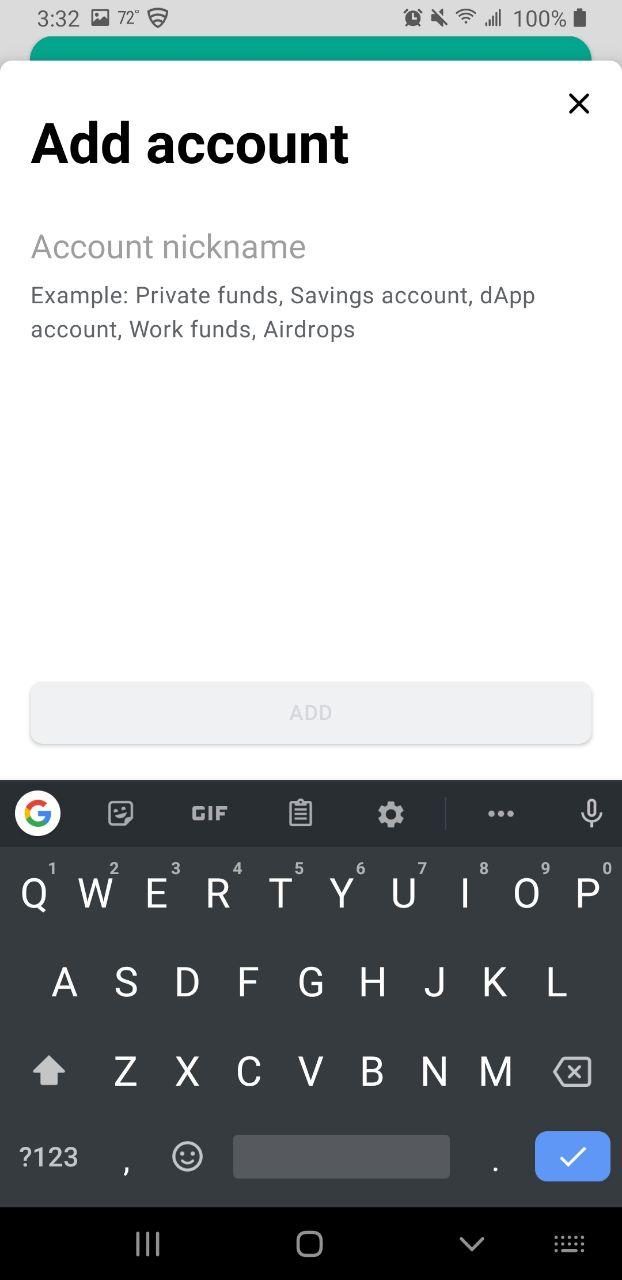 3:32 72° 100%
Add account
Account nickname
Example: Private funds, Savings account, dApp
account, Work funds, Airdrops
ADD
G GIF
1 2 3 4 5 6 7 8 9 0
Q W E R T Y U I O P
A S D F G H J K L
Z X C V B N M
?123 , .